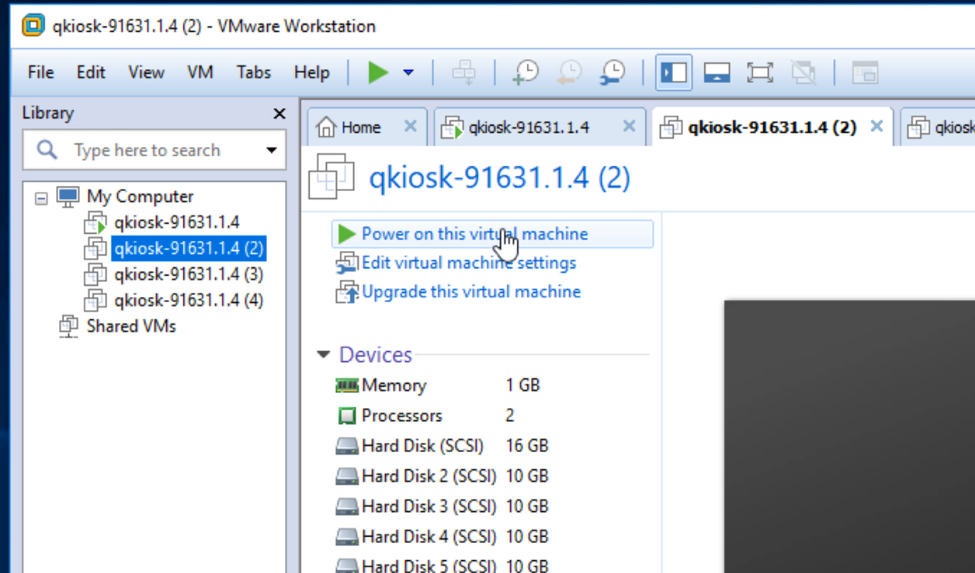 qkiosk-91631.1.4 (2) - VMware Workstation
File Edit View VM Tabs Help
Library
Type here to search
My Computer
qkiosk-91631.1.4
qkiosk-91631.1.4 (2)
qkiosk-91631.1.4 (3)
qkiosk-91631.1.4 (4)
Shared VMs
Home qkiosk-91631.1.4 qkiosk-91631.1.4 (2) qkiosk
qkiosk-91631.1.4 (2)
Power on this virtual machine
Edit virtual machine settings
Upgrade this virtual machine
Devices
Memory 1 GB
Processors 2
Hard Disk (SCSI) 16 GB
Hard Disk 2 (SCSI) 10 GB
Hard Disk 3 (SCSI) 10 GB
Hard Disk 4 (SCSI) 10 GB
Hard Disk 5 (SCSI) 10 GB